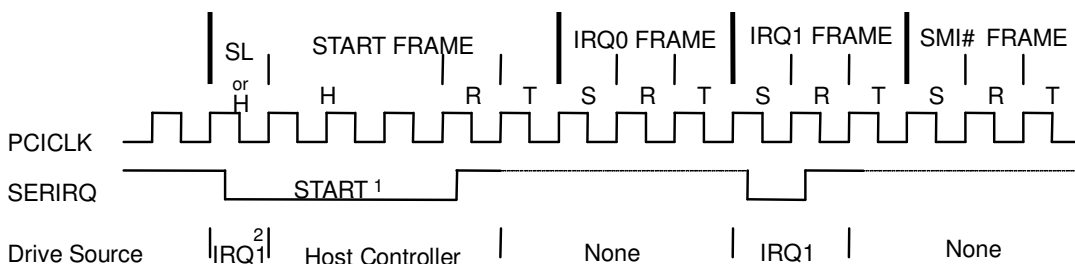 SL START FRAME IRQ0 FRAME IRQ1 FRAME SMI# FRAME
or
H H R T S R T S R T S R T
PCICLK
SERIRQ START 1
Drive Source IRQ1 2 Host Controller None IRQ1 None